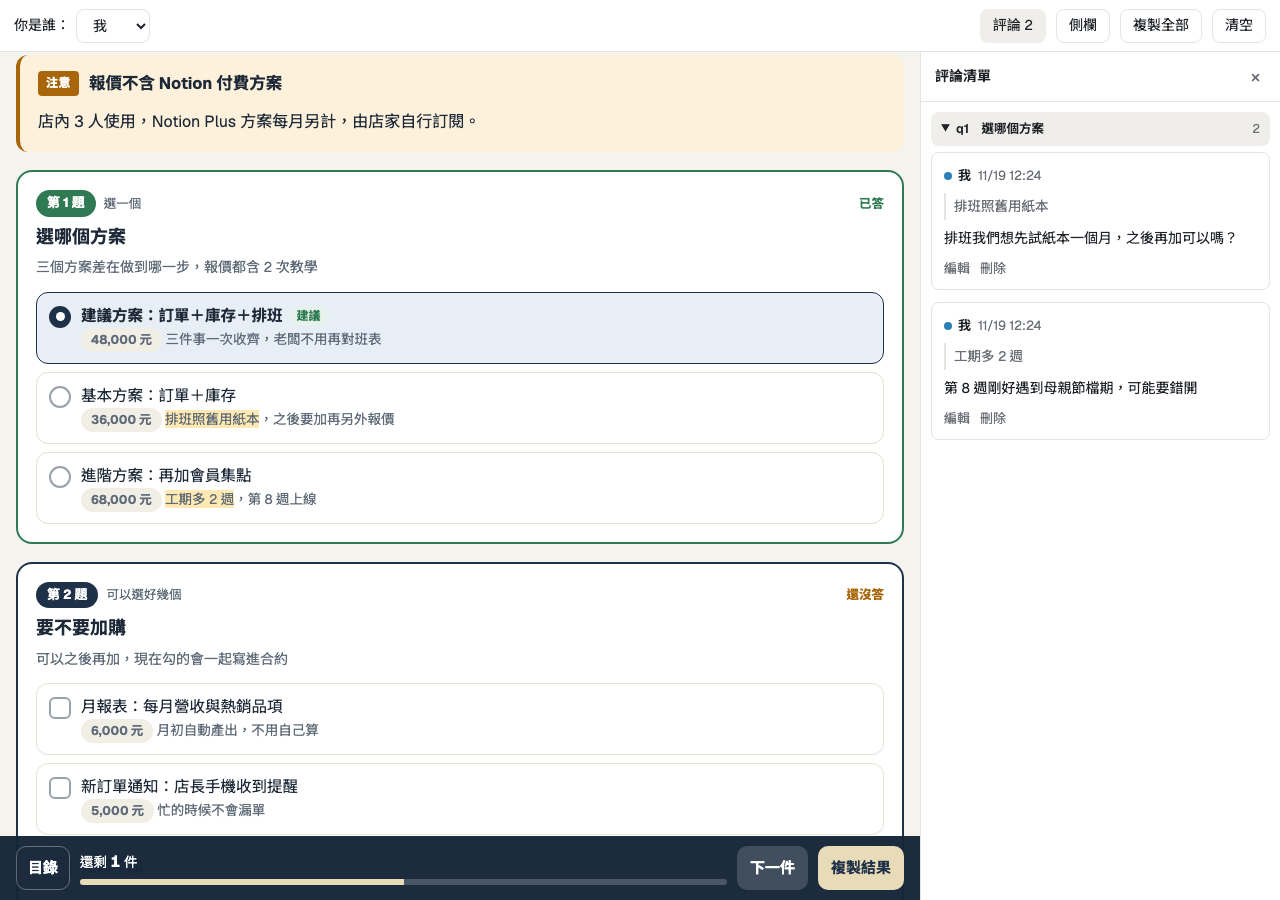 你是誰：
我
評論 2
側欄
複製全部
清空
注意 報價不含 Notion 付費方案
店內 3 人使用，Notion Plus 方案每月另計，由店家自行訂閱。
第 1 題 選一個
已答
選哪個方案
三個方案差在做到哪一步，報價都含 2 次教學
建議方案：訂單＋庫存＋排班 建議
48,000 元 三件事一次收齊，老闆不用再對班表
基本方案：訂單＋庫存
36,000 元 排班照舊用紙本，之後要加再另外報價
進階方案：再加會員集點
68,000 元 工期多 2 週，第 8 週上線
第 2 題 可以選好幾個
還沒答
要不要加購
可以之後再加，現在勾的會一起寫進合約
月報表：每月營收與熱銷品項
6,000 元 月初自動產出，不用自己算
新訂單通知：店長手機收到提醒
5,000 元 忙的時候不會漏單
目錄
還剩 1 件
下一件
複製結果
評論清單
×
▼ q1 選哪個方案
2
我 11/19 12:24
排班照舊用紙本
排班我們想先試紙本一個月，之後再加可以嗎？
編輯 刪除
我 11/19 12:24
工期多 2 週
第 8 週剛好遇到母親節檔期，可能要錯開
編輯 刪除